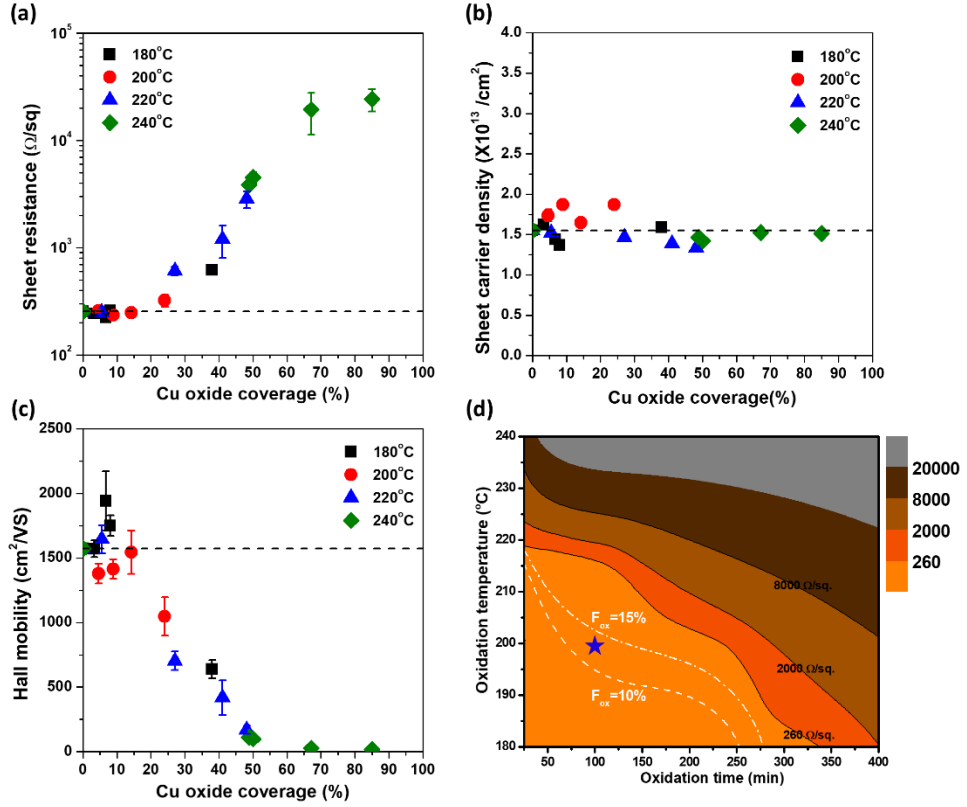 (a)
10^5
10^4
10^3
10^2
Sheet resistance (Ω/sq)
180°C
200°C
220°C
240°C
0 10 20 30 40 50 60 70 80 90 100
Cu oxide coverage (%)
(b)
4.0
3.5
3.0
2.5
2.0
1.5
1.0
0.5
0.0
Sheet carrier density (X10^13 /cm^2)
180°C
200°C
220°C
240°C
0 10 20 30 40 50 60 70 80 90 100
Cu oxide coverage(%)
(c)
2500
2000
1500
1000
500
0
Hall mobility (cm^2/VS)
180°C
200°C
220°C
240°C
0 10 20 30 40 50 60 70 80 90 100
Cu oxide coverage (%)
(d)
240
230
220
210
200
190
180
Oxidation temperature (°C)
F_ox=15%
F_ox=10%
8000 Ω/sq.
2000 Ω/sq.
260 Ω/sq.
50 100 150 200 250 300 350 400
Oxidation time (min)
20000
8000
2000
260